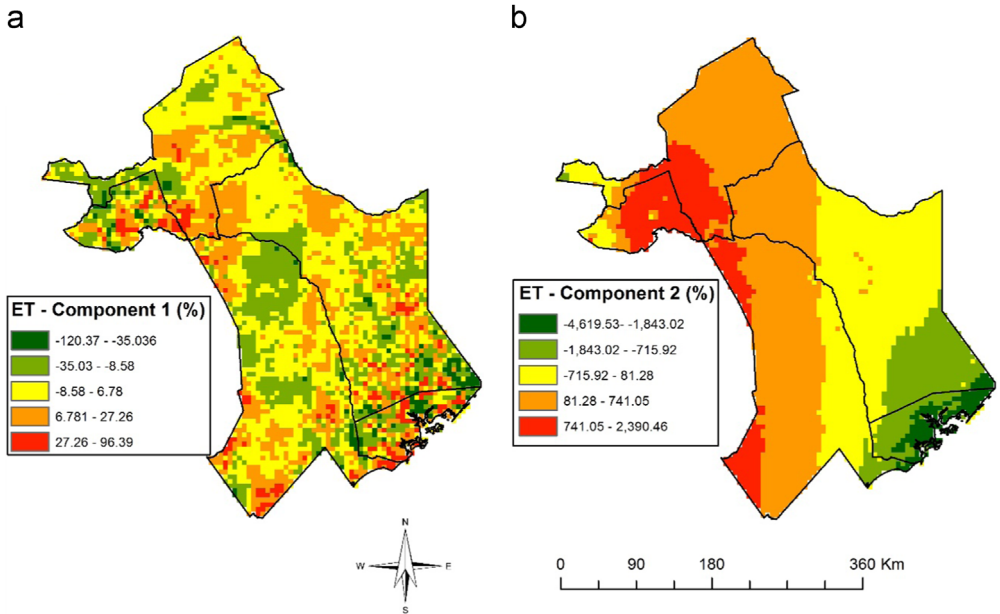 a
b
ET - Component 1 (%)
-120.37 - -35.036
-35.03 - -8.58
-8.58 - 6.78
6.781 - 27.26
27.26 - 96.39
ET - Component 2 (%)
-4,619.53- -1,843.02
-1,843.02 - -715.92
-715.92 - 81.28
81.28 - 741.05
741.05 - 2,390.46
N
W
E
S
0 90 180 360 Km